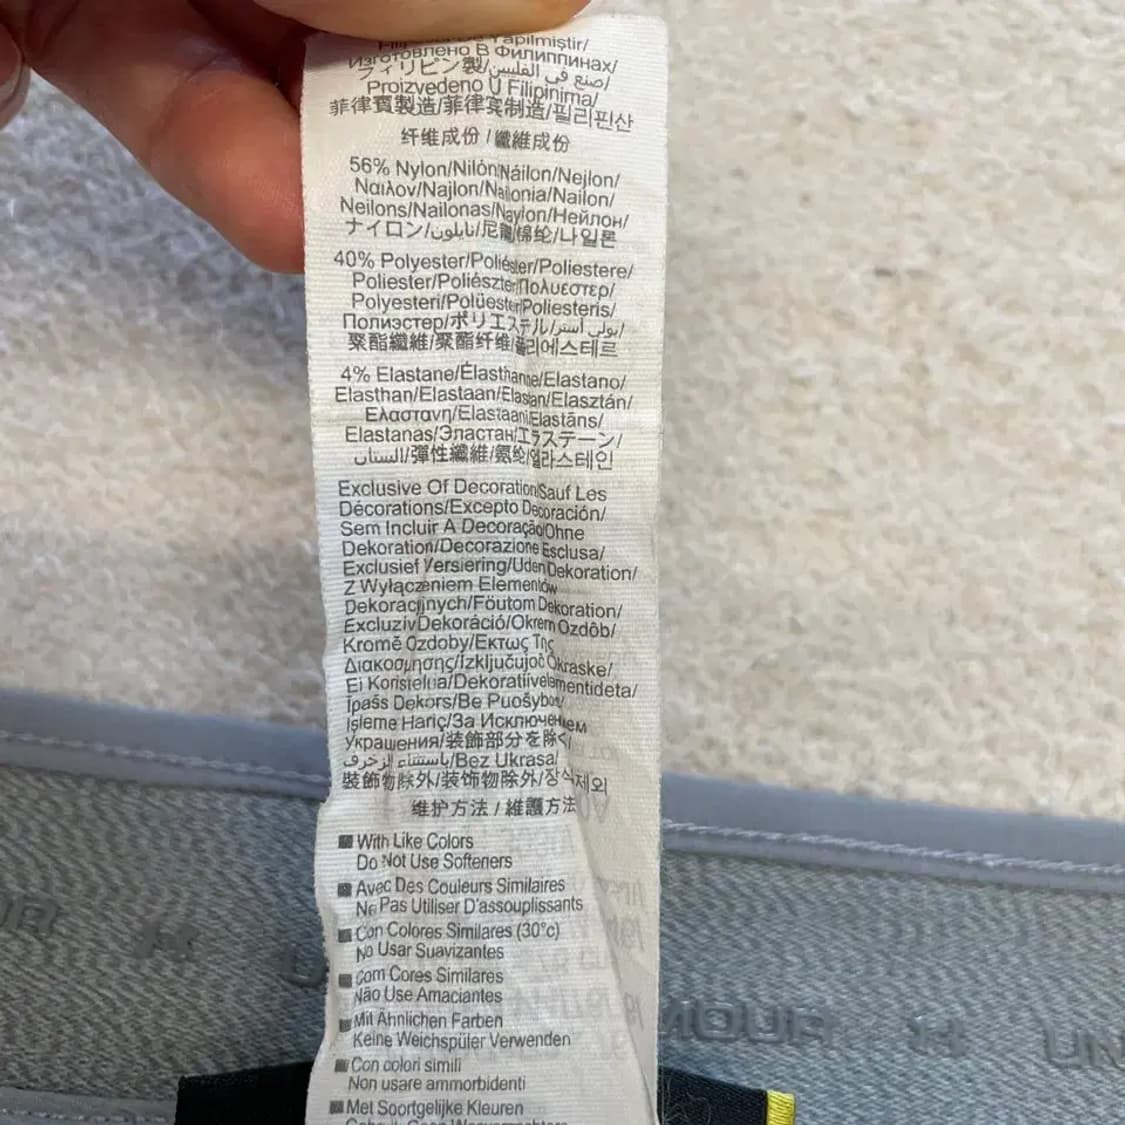 Yapılmıştır/
Изготовлено В Филиппинах/
フィリピン製/صنع في الفلبين/
Proizvedeno U Filipinima/
菲律賓製造/菲律宾制造/필리핀산
纤维成份 / 纖維成份
56% Nylon/Nilón/Náilon/Nejlon/
Ναιλον/Najlon/Nailonia/Nailon/
Neilons/Nailonas/Naylon/Нейлон/
ナイロン/نايلون/尼龍/锦纶/나일론
40% Polyester/Poliéster/Poliestere/
Poliester/Poliészter/Πολυεστερ/
Polyesteri/Polüester/Poliesteris/
Полиэстер/ポリエステル/بولي أستر/
聚酯纖維/聚酯纤维/폴리에스테르
4% Elastane/Élasthanne/Elastano/
Elasthan/Elastaan/Elastan/Elasztán/
Ελαστανη/Elastaani/Elastāns/
Elastanas/Эластан/エラステーン/
الستان/彈性纖維/氨纶/엘라스테인
Exclusive Of Decoration/Sauf Les
Décorations/Excepto Decoración/
Sem Incluir A Decoração/Ohne
Dekoration/Decorazione Esclusa/
Exclusief Versiering/Uden Dekoration/
Z Wyłączeniem Elementów
Dekoracijnych/Föutom Dekoration/
Exkluzív Dekoráció/Okrem Ozdôb/
Kromě Ozdoby/Εκτως Της
Διακοσμησης/Izključujoč Okraske/
Ei Koristelua/Dekoratiivelementideta/
Īpašs Dekors/Be Puošybos/
İşleme Hariç/За Исключением
Украшения/装飾部分を除く/
باستثناء الزخرف/Bez Ukrasa/
裝飾物除外/装饰物除外/장식제외
维护方法 / 維護方法
With Like Colors
Do Not Use Softeners
Avec Des Couleurs Similaires
Ne Pas Utiliser D'assouplissants
Con Colores Similares (30°c)
No Usar Suavizantes
Com Cores Similares
Não Use Amaciantes
Mit Ähnlichen Farben
Keine Weichspüler Verwenden
Con colori simili
Non usare ammorbidenti
Met Soortgelijke Kleuren